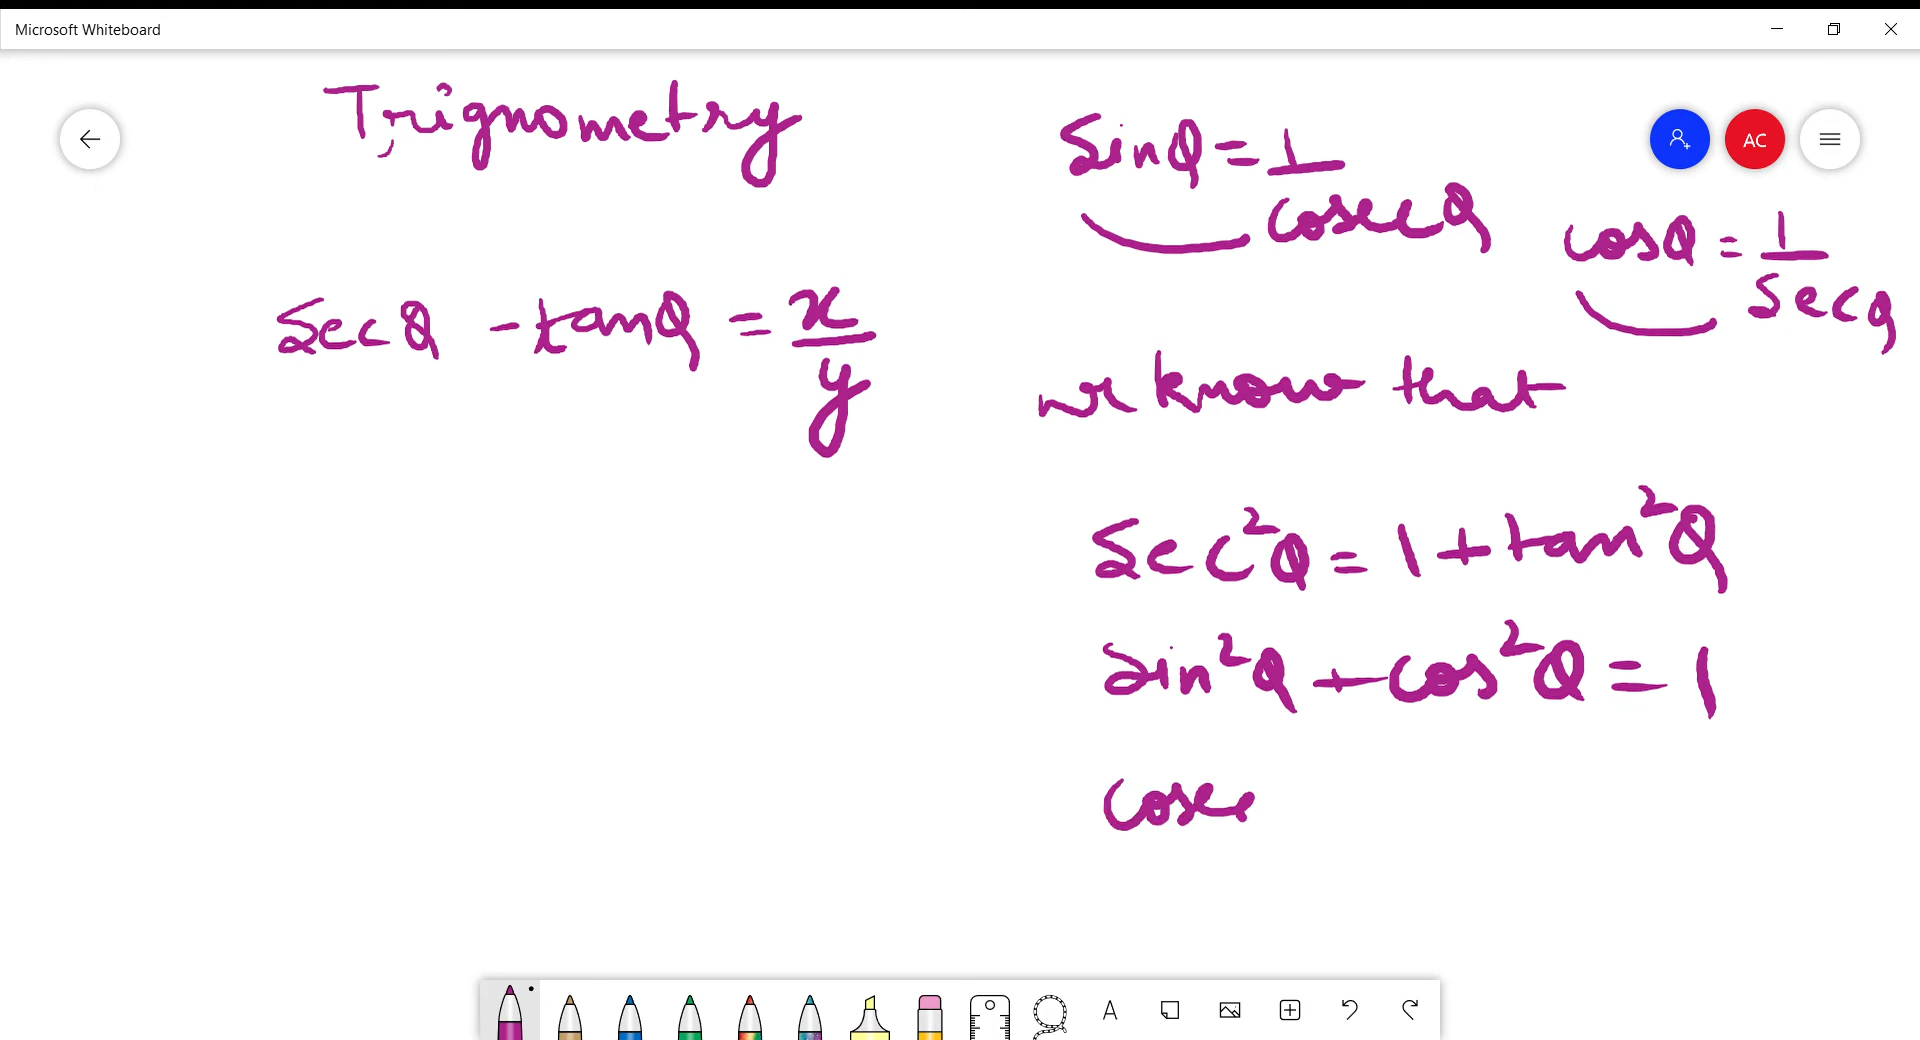 Microsoft Whiteboard
Trignometry
AC
sinθ = 1/cosecθ
cosθ = 1/secθ
secθ - tanθ = x/y
we know that
sec²θ = 1 + tan²θ
sin²θ + cos²θ = 1
cosec
A